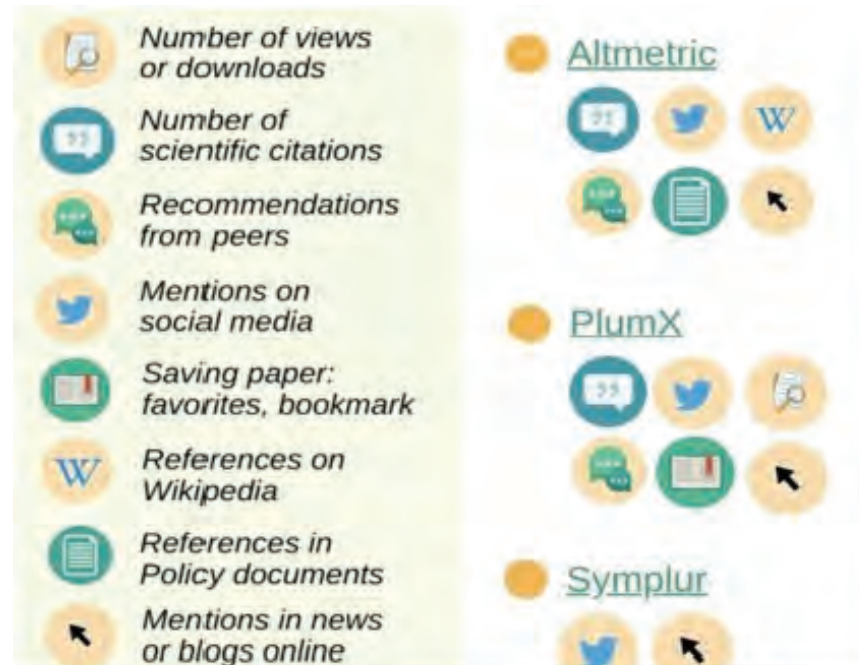 Number of views
or downloads
Number of
scientific citations
Recommendations
from peers
Mentions on
social media
Saving paper:
favorites, bookmark
References on
Wikipedia
References in
Policy documents
Mentions in news
or blogs online
Altmetric
W
PlumX
Symplur
W